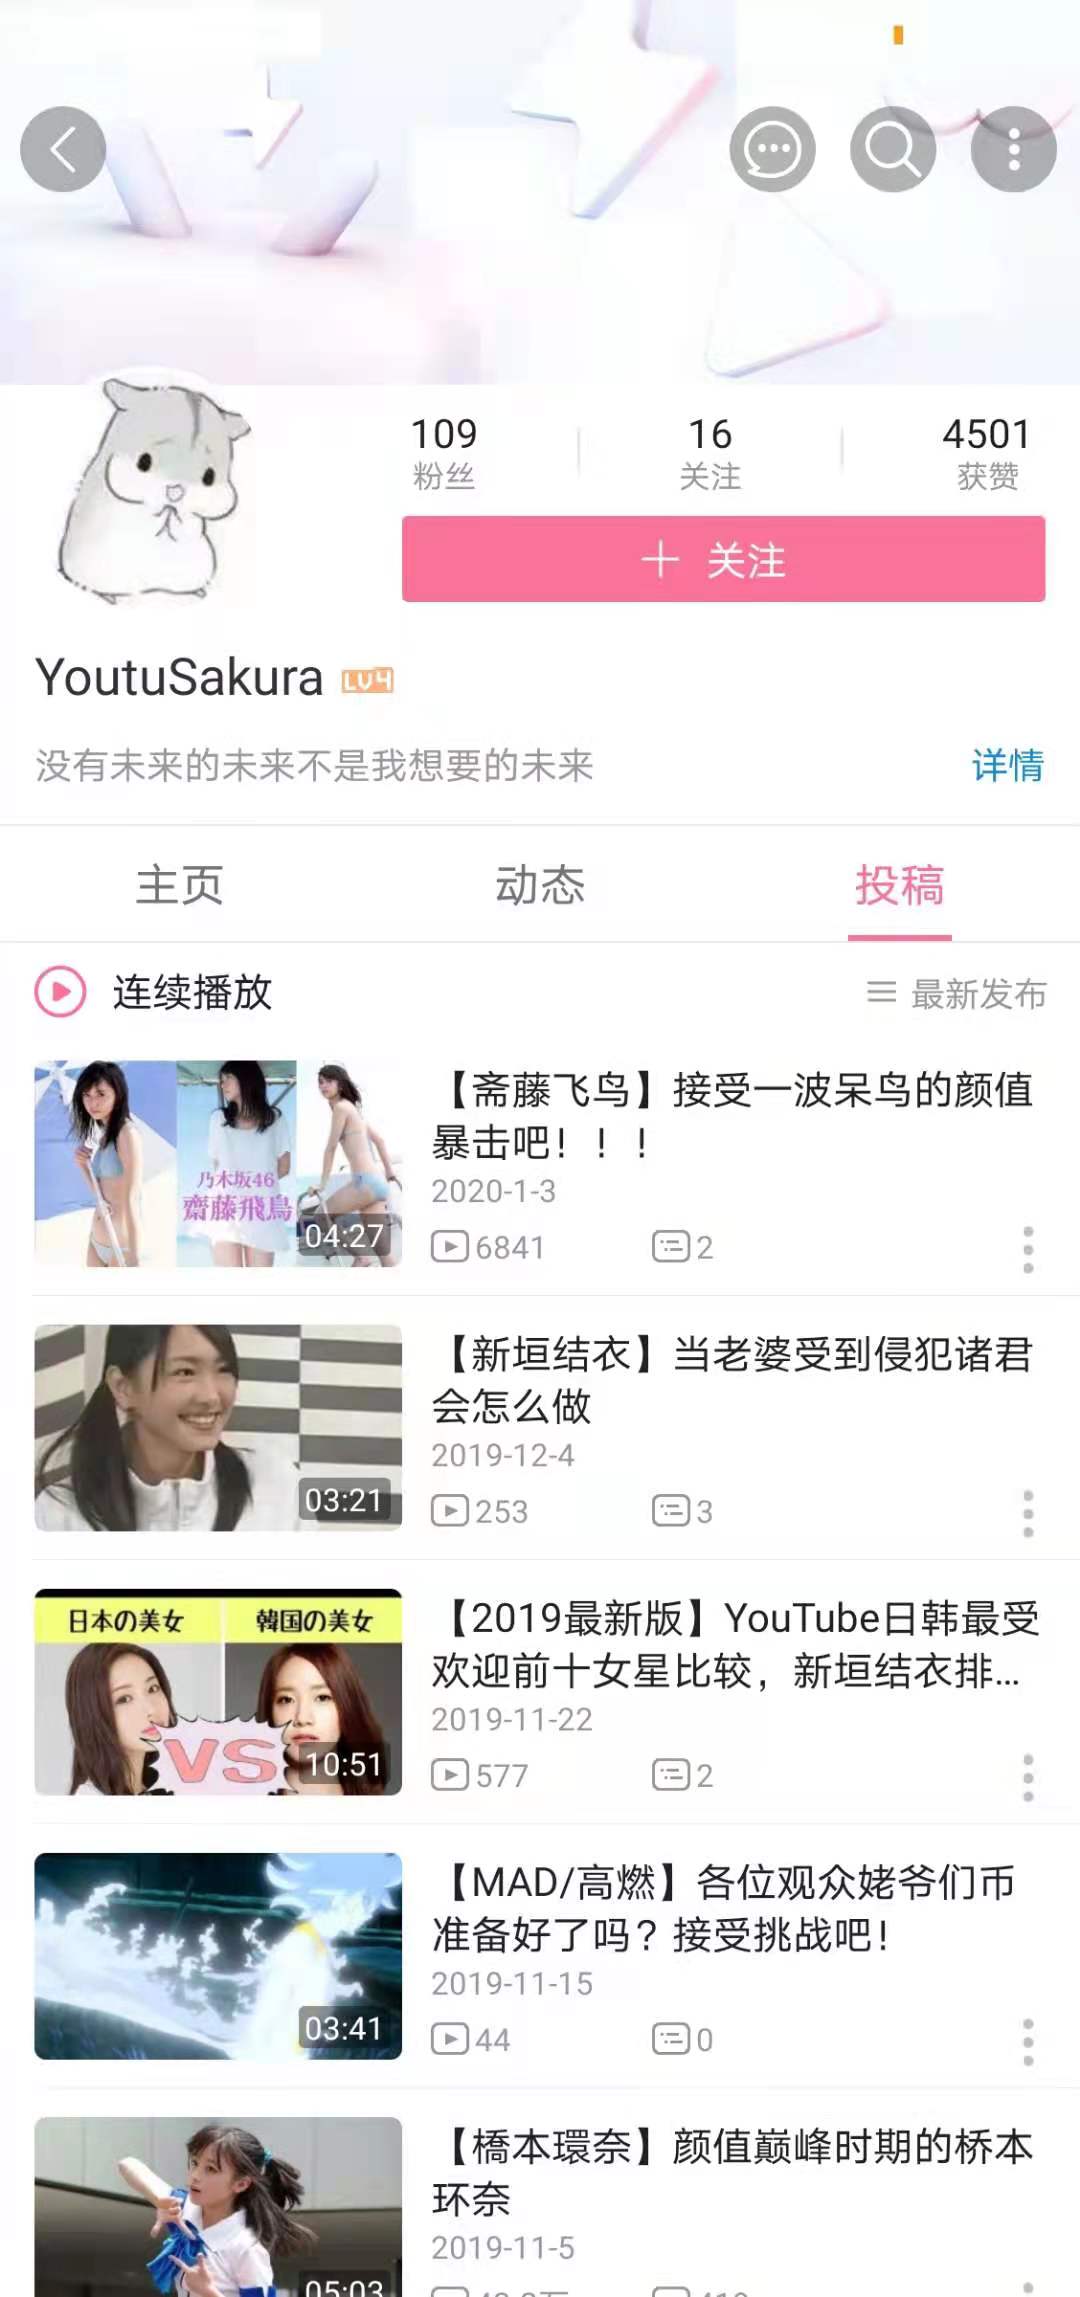 109
粉丝
16
关注
4501
获赞
关注
YoutuSakura LV4
没有未来的未来不是我想要的未来
详情
主页
动态
投稿
连续播放
最新发布
乃木坂46
齋藤飛鳥
04:27
【斋藤飞鸟】接受一波呆鸟的颜值
暴击吧！！！
2020-1-3
6841
2
03:21
【新垣结衣】当老婆受到侵犯诸君
会怎么做
2019-12-4
253
3
日本の美女
韓国の美女
VS
10:51
【2019最新版】YouTube日韩最受
欢迎前十女星比较，新垣结衣排...
2019-11-22
577
2
03:41
【MAD/高燃】各位观众姥爷们币
准备好了吗？接受挑战吧！
2019-11-15
44
0
05:03
【橋本環奈】颜值巅峰时期的桥本
环奈
2019-11-5